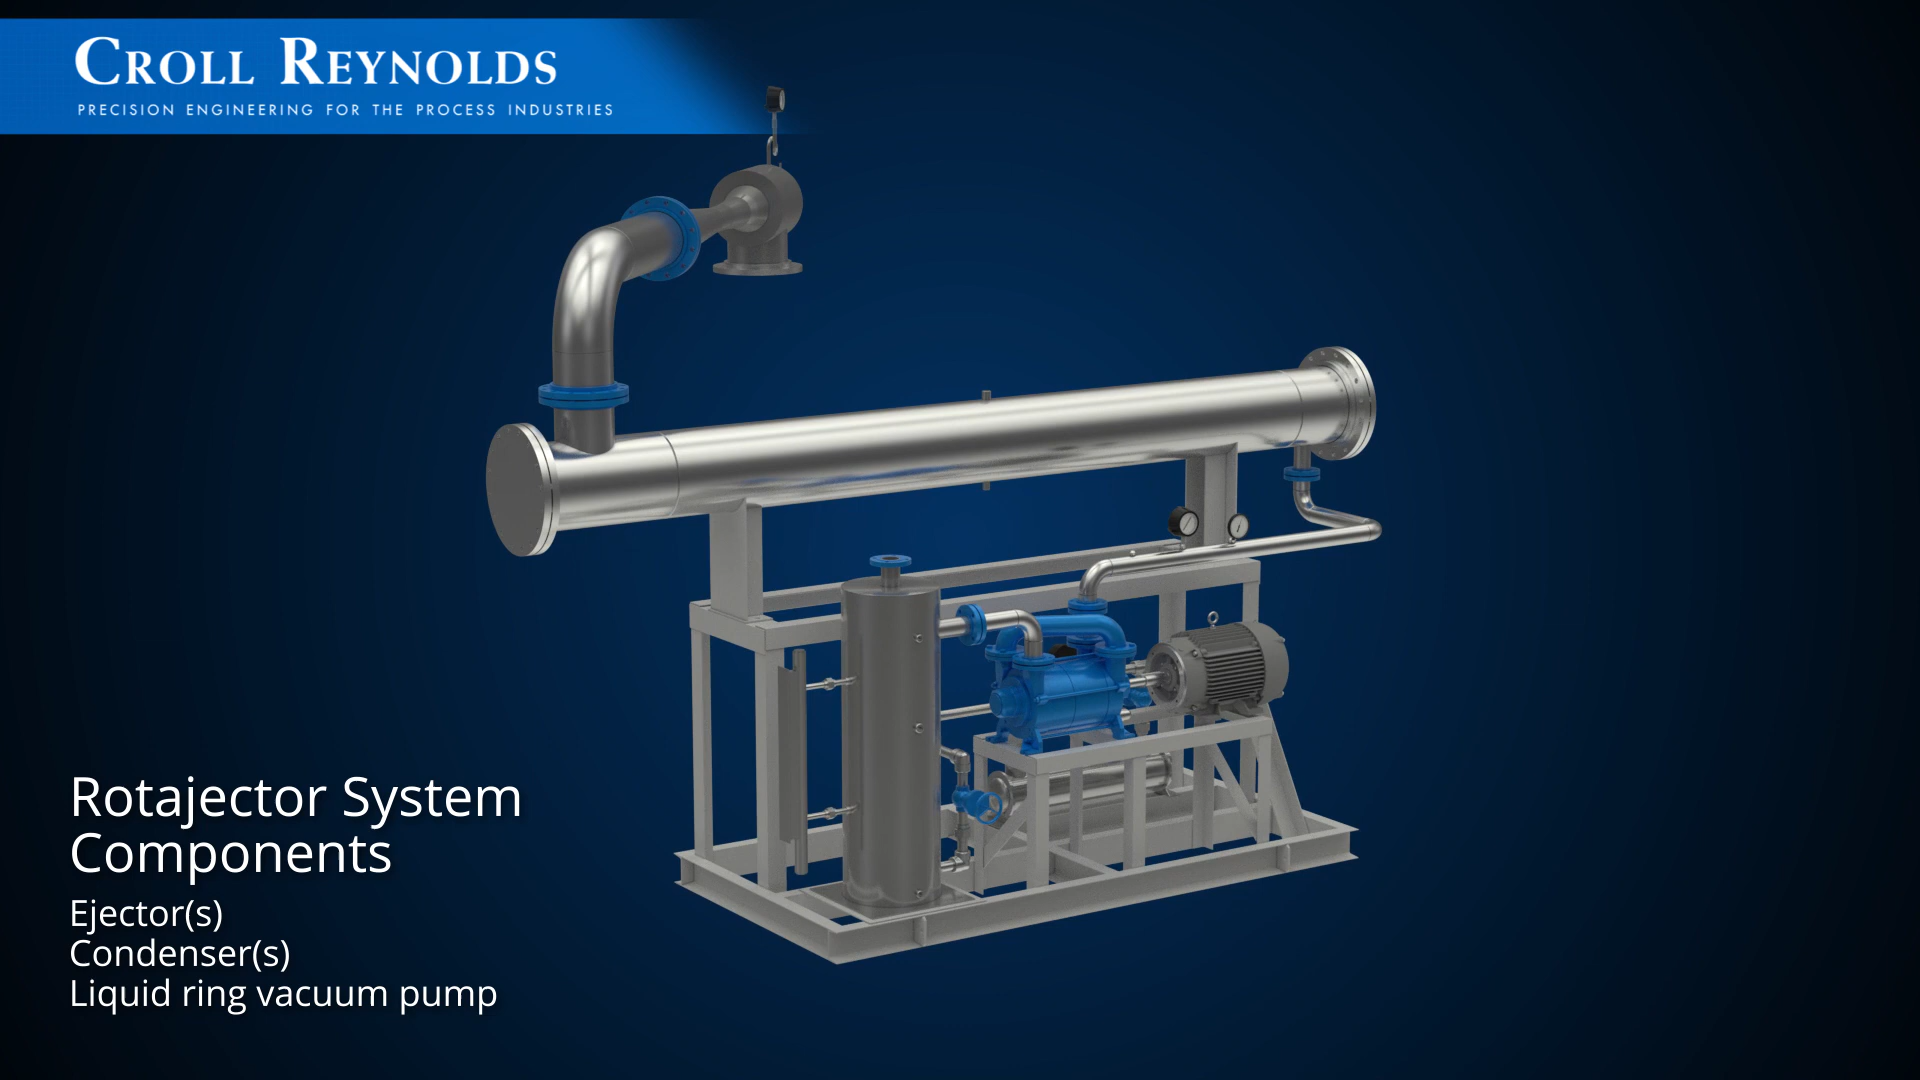 CROLL REYNOLDS
PRECISION ENGINEERING FOR THE PROCESS INDUSTRIES
Rotajector System
Components
Ejector(s)
Condenser(s)
Liquid ring vacuum pump